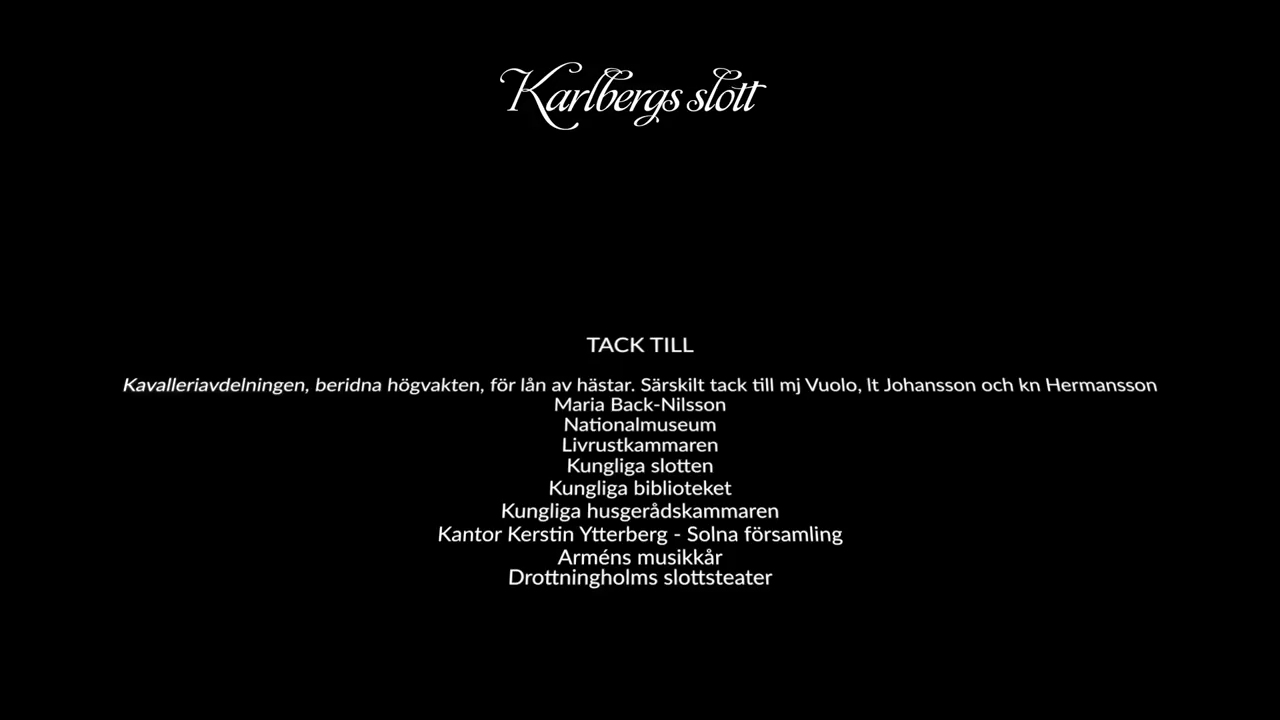 Karlbergs slott
TACK TILL
Kavalleriavdelningen, beridna högvakten, för lån av hästar. Särskilt tack till mj Vuolo, lt Johansson och kn Hermansson
Maria Back-Nilsson
Nationalmuseum
Livrustkammaren
Kungliga slotten
Kungliga biblioteket
Kungliga husgerådskammaren
Kantor Kerstin Ytterberg - Solna församling
Arméns musikkår
Drottningholms slottsteater